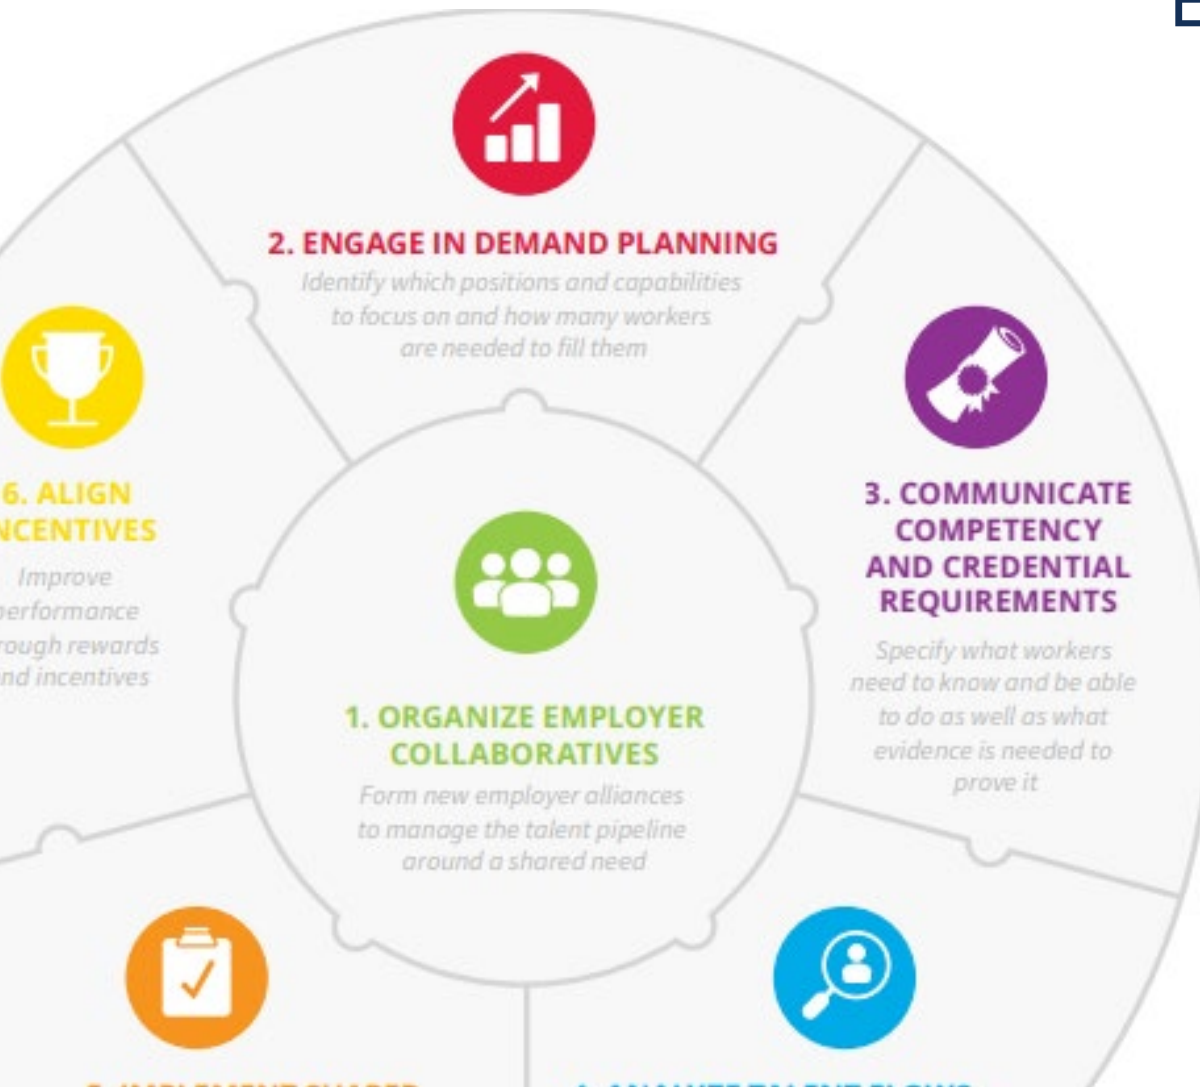 2. ENGAGE IN DEMAND PLANNING
Identify which positions and capabilities
to focus on and how many workers
are needed to fill them
3. COMMUNICATE
COMPETENCY
AND CREDENTIAL
REQUIREMENTS
Specify what workers
need to know and be able
to do as well as what
evidence is needed to
prove it
6. ALIGN
NCENTIVES
Improve
erformance
rough rewards
nd incentives
1. ORGANIZE EMPLOYER
COLLABORATIVES
Form new employer alliances
to manage the talent pipeline
around a shared need